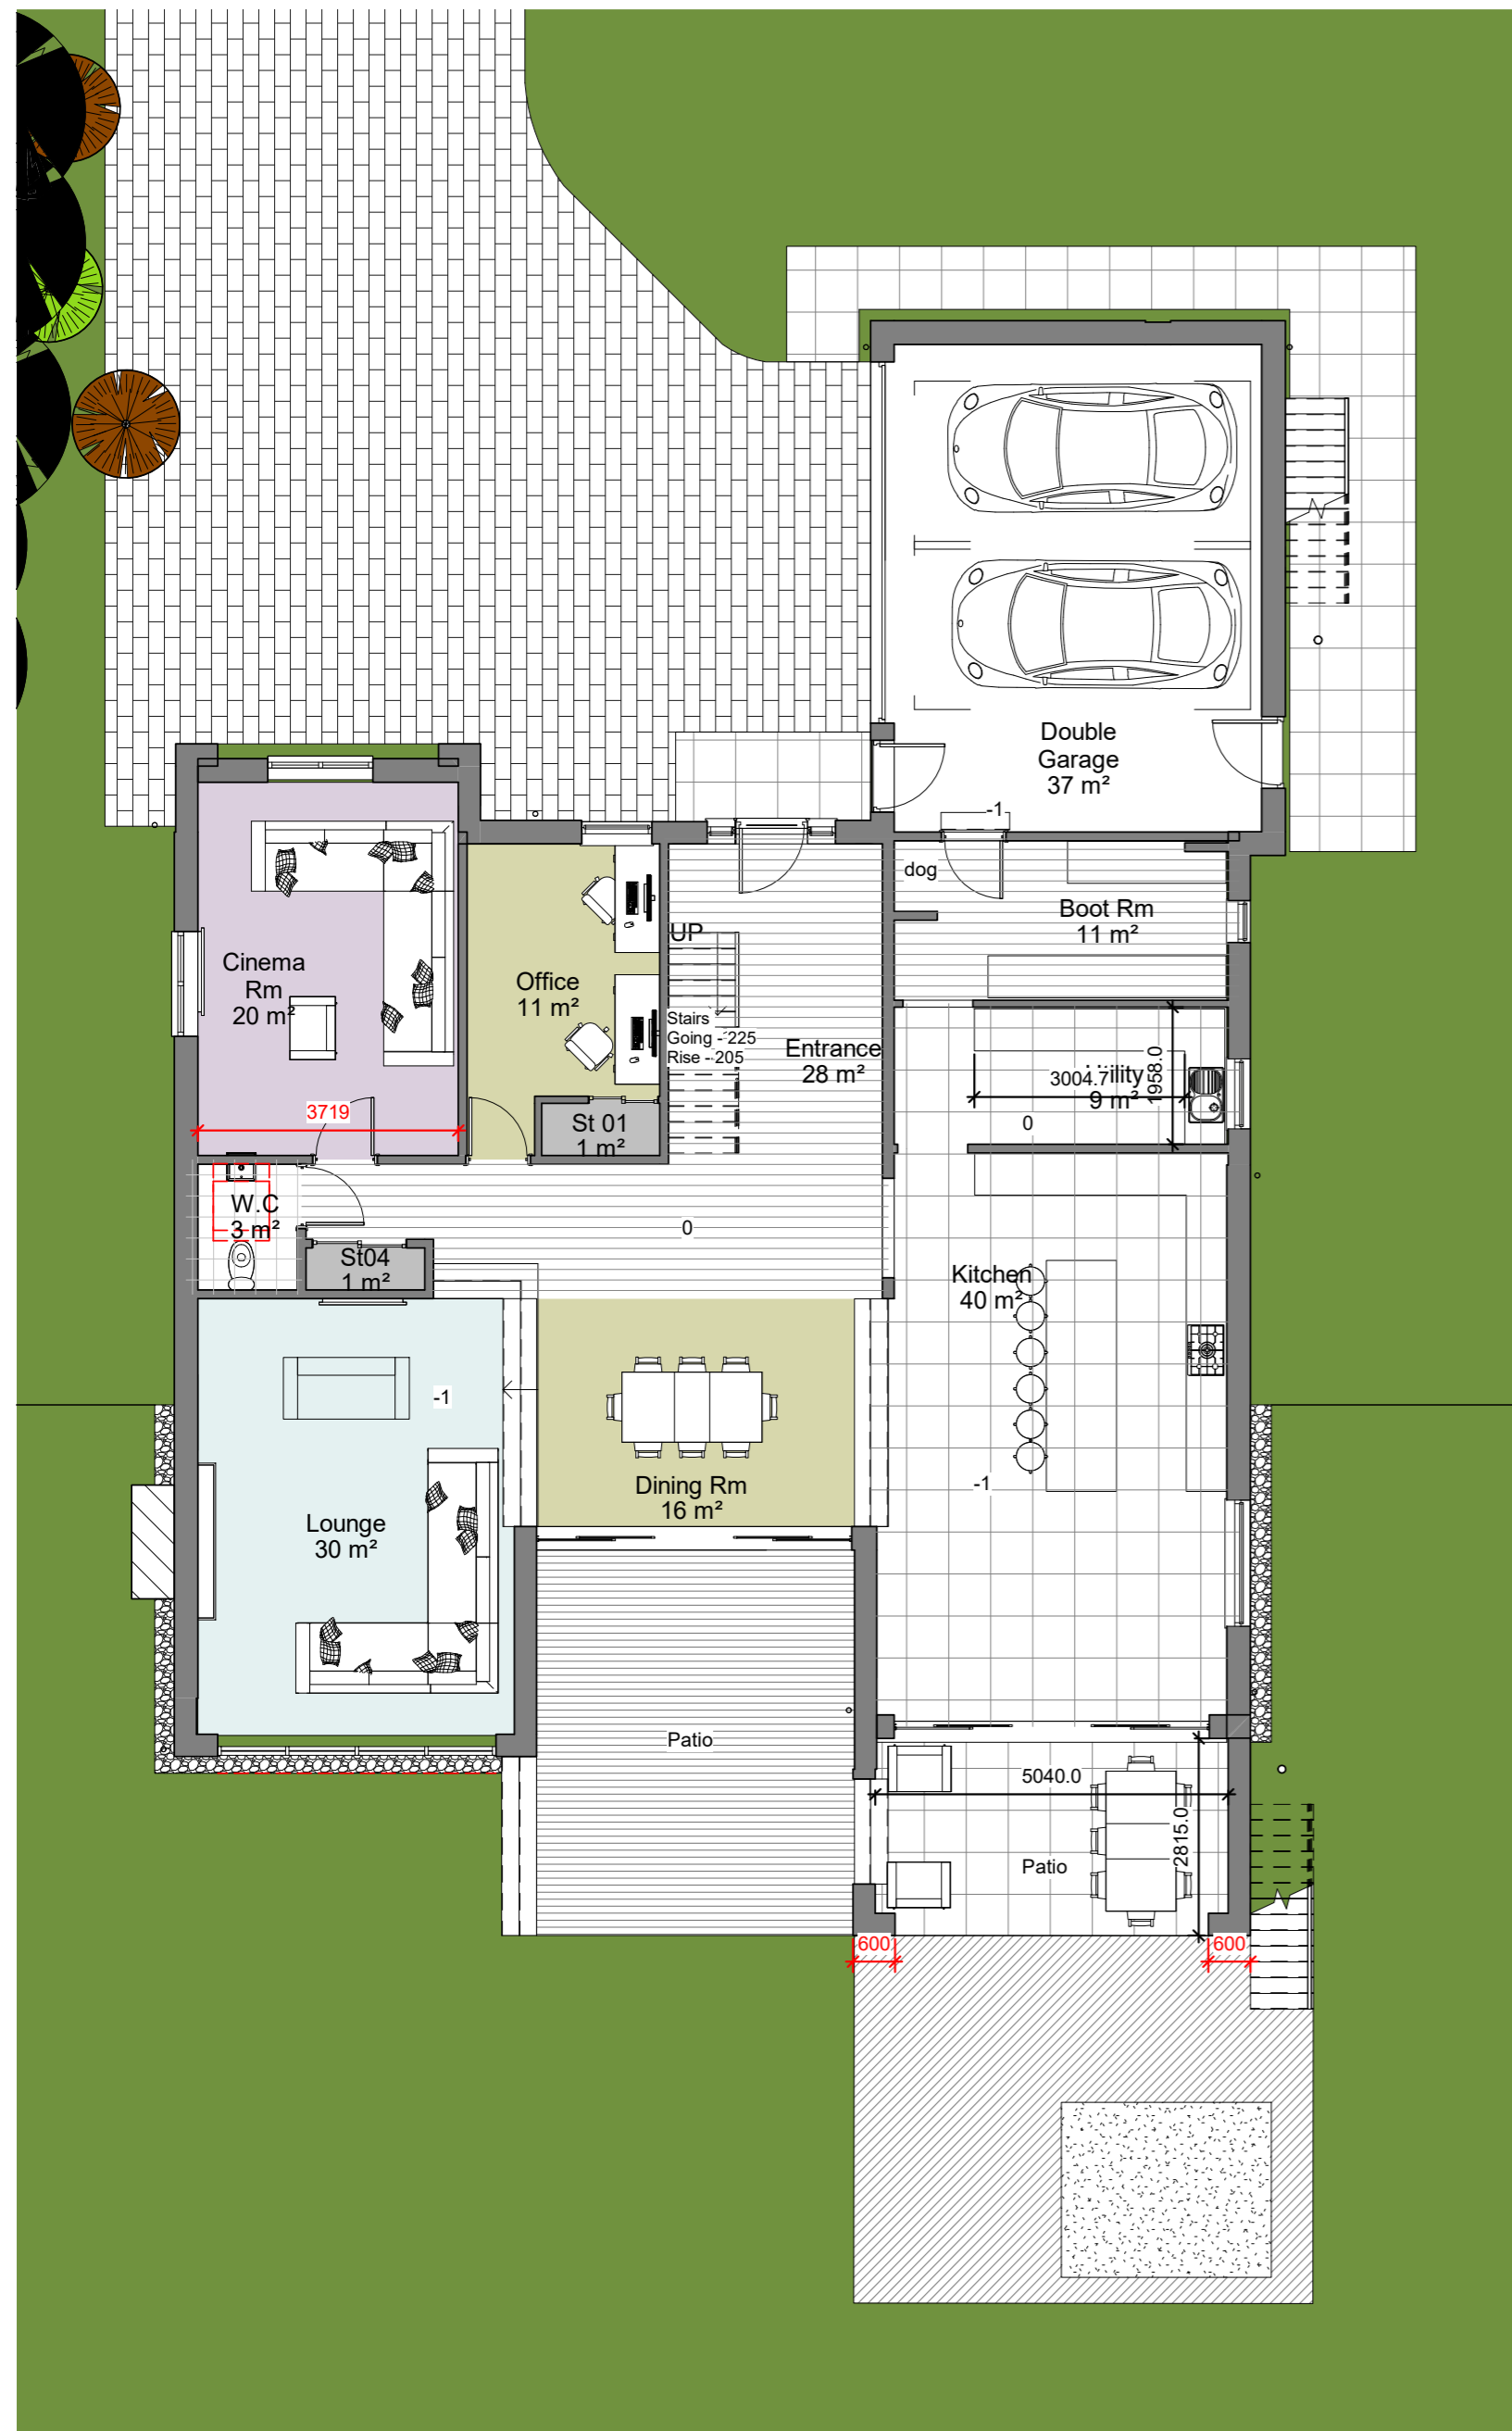 Double
Garage
37 m²
-1
dog
Boot Rm
11 m²
UP
Cinema
Rm
20 m²
Office
11 m²
Stairs
Going - 225
Rise - 205
Entrance
28 m²
3004.7
1958.0
9 m²
0
3719
St 01
1 m²
W.C
3 m²
0
St04
1 m²
Kitchen
40 m²
-1
-1
Dining Rm
16 m²
Lounge
30 m²
Patio
5040.0
2815.0
Patio
600
600